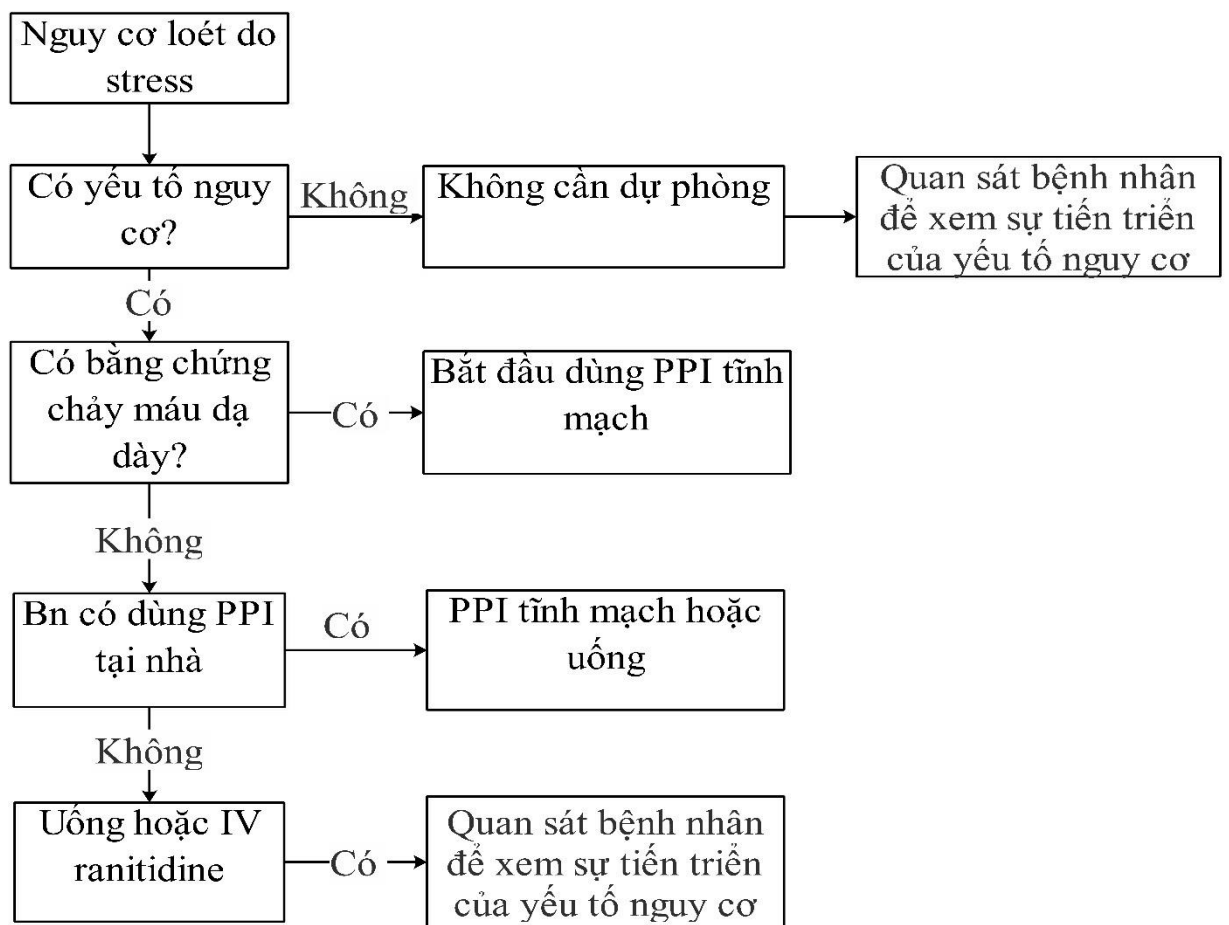 Nguy cơ loét do
stress
Có yếu tố nguy
cơ?
Không
Không cần dự phòng
Quan sát bệnh nhân
để xem sự tiến triển
của yếu tố nguy cơ
Có
Có bằng chứng
chảy máu dạ
dày?
Có
Bắt đầu dùng PPI tĩnh
mạch
Không
Bn có dùng PPI
tại nhà
Có
PPI tĩnh mạch hoặc
uống
Không
Uống hoặc IV
ranitidine
Có
Quan sát bệnh nhân
để xem sự tiến triển
của yếu tố nguy cơ